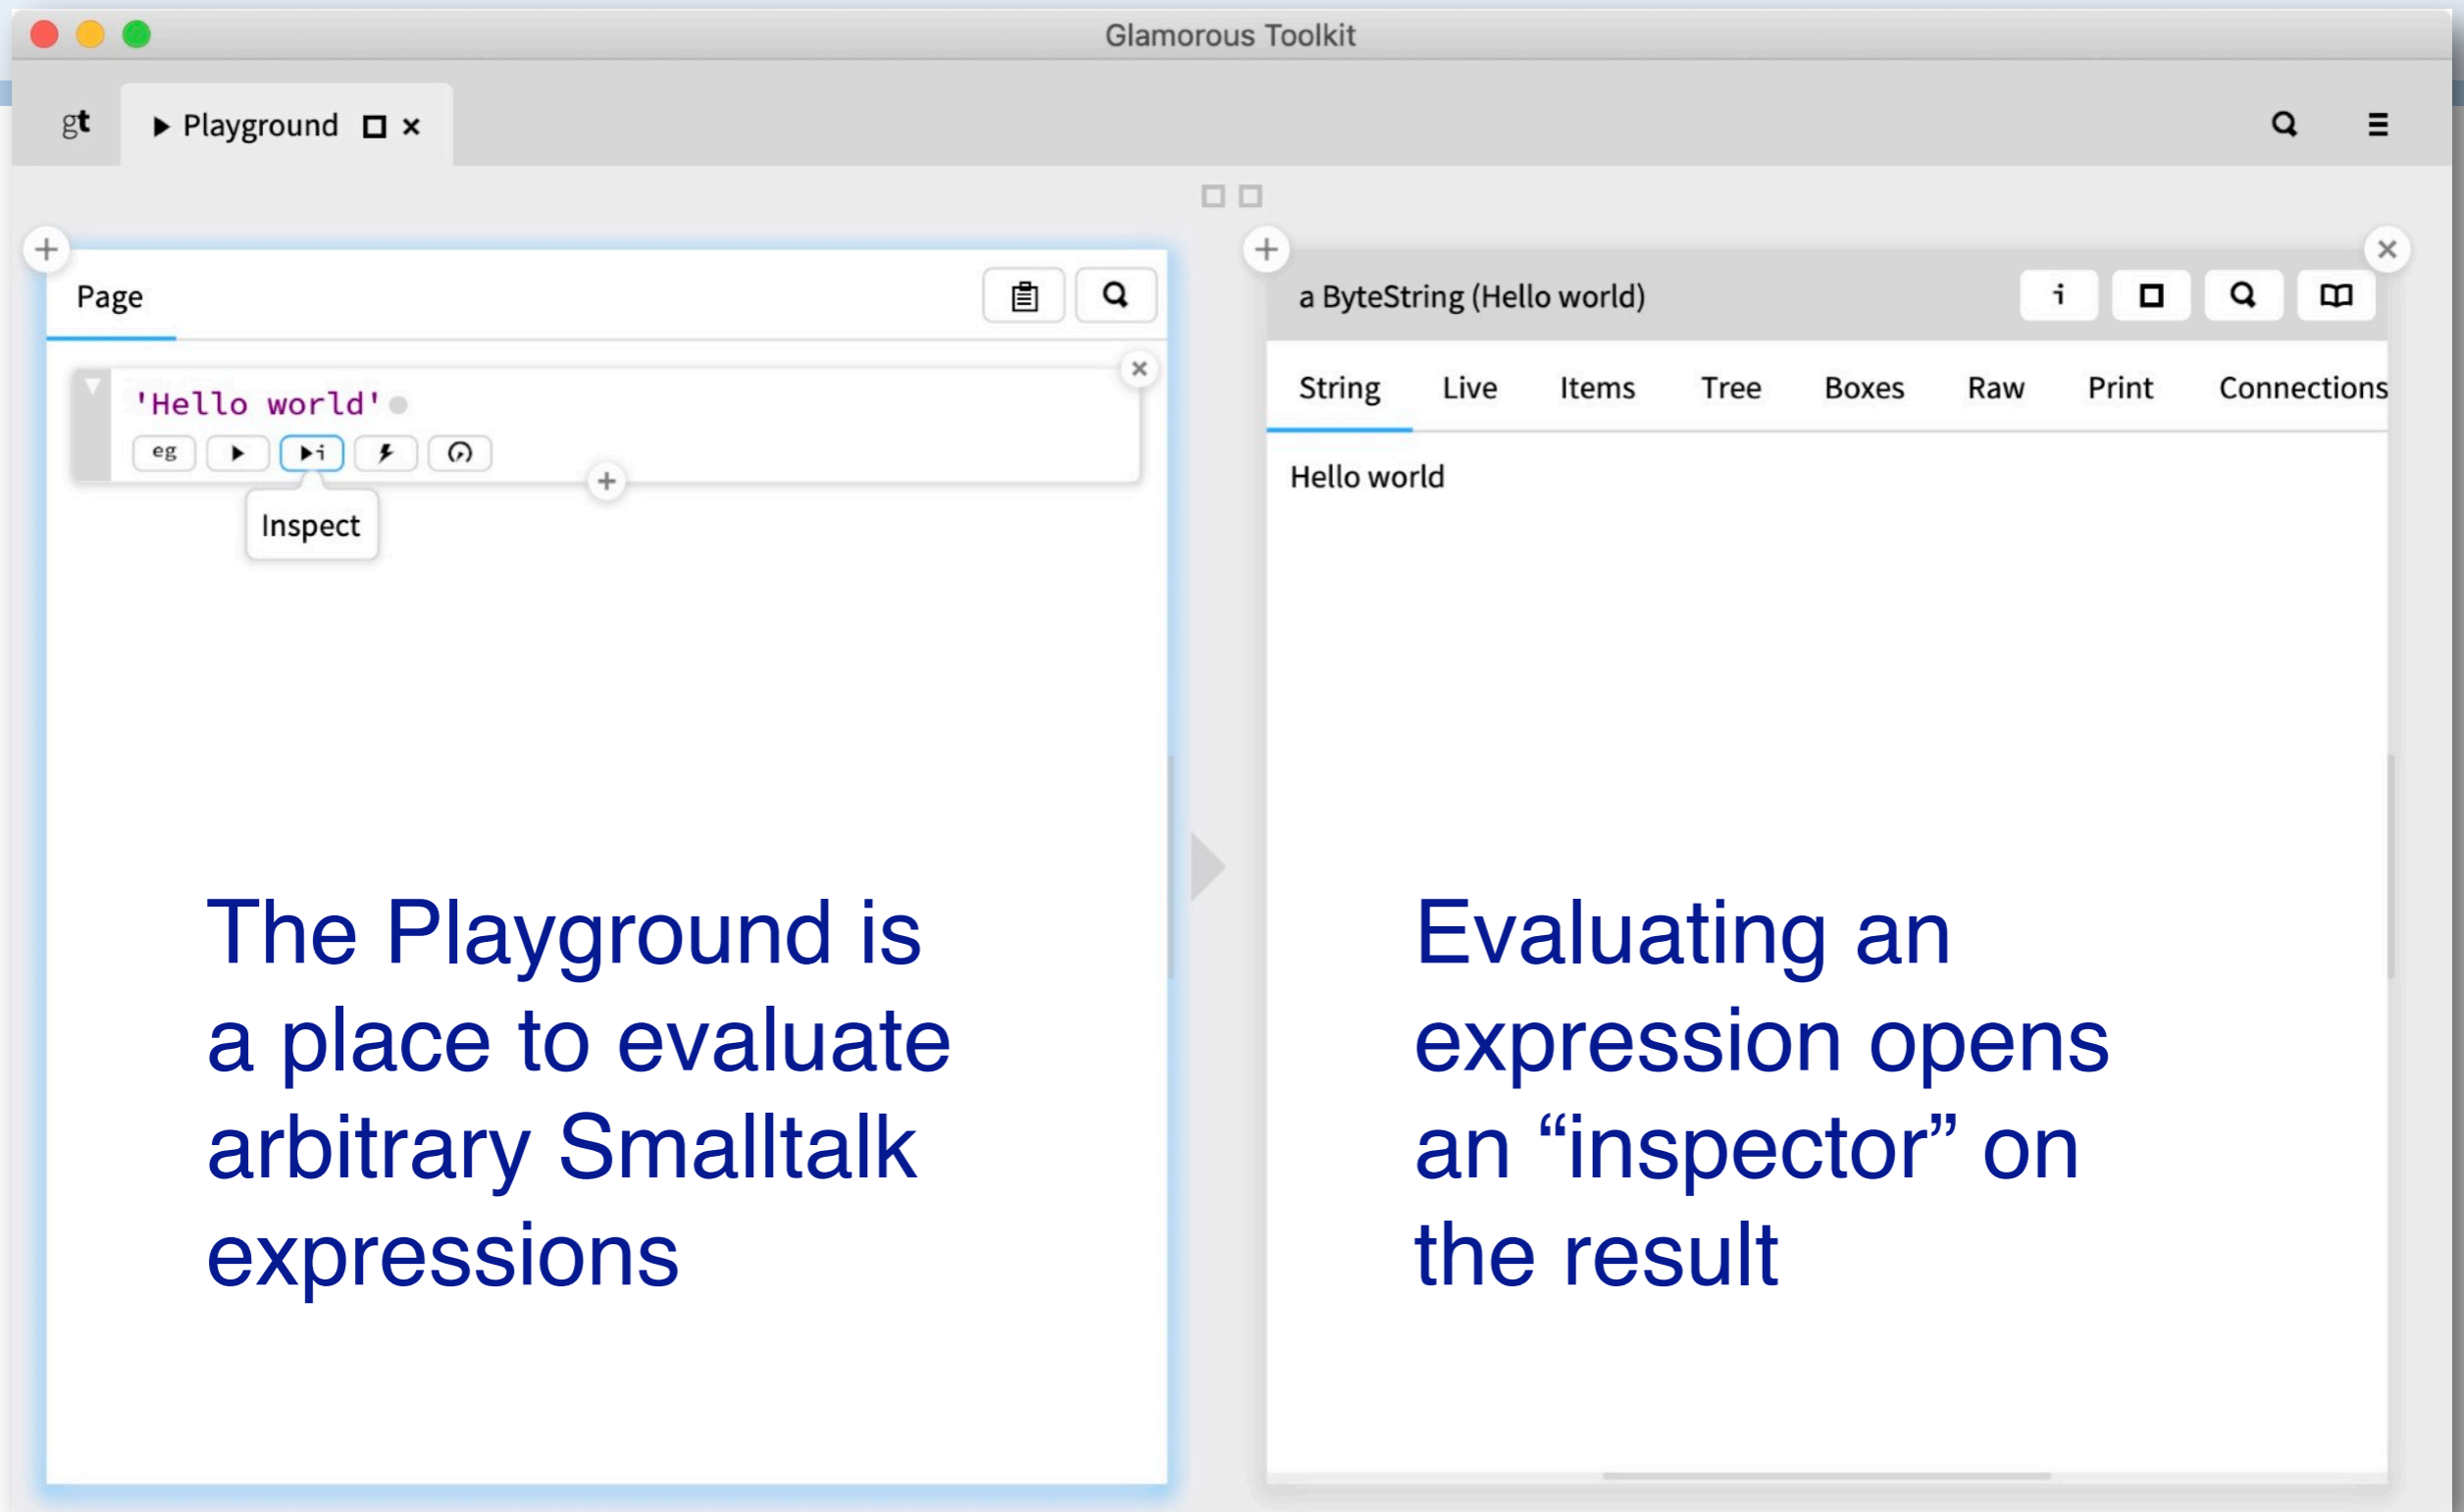 Glamorous Toolkit
gt
Playground
Page
'Hello world'
eg
i
Inspect
The Playground is
a place to evaluate
arbitrary Smalltalk
expressions
a ByteString (Hello world)
i
String Live Items Tree Boxes Raw Print Connections
Hello world
Evaluating an
expression opens
an “inspector” on
the result